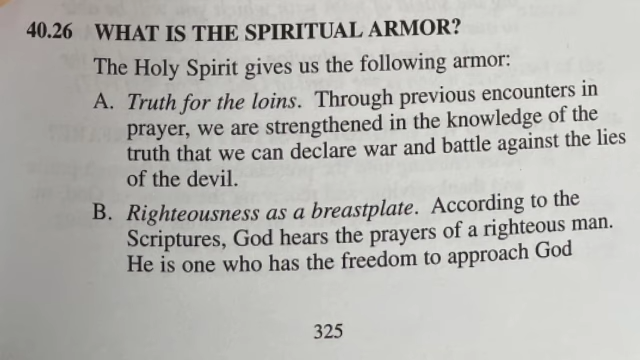 40.26 WHAT IS THE SPIRITUAL ARMOR?
The Holy Spirit gives us the following armor:
A. Truth for the loins. Through previous encounters in
prayer, we are strengthened in the knowledge of the
truth that we can declare war and battle against the lies
of the devil.
B. Righteousness as a breastplate. According to the
Scriptures, God hears the prayers of a righteous man.
He is one who has the freedom to approach God
325